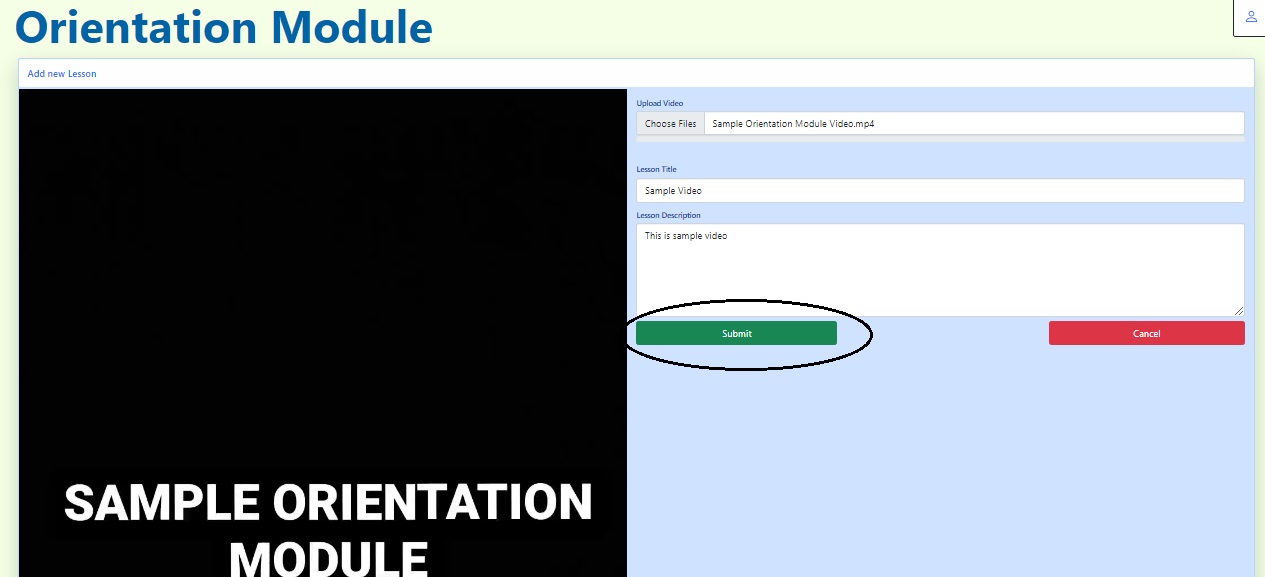 Orientation Module
Add new Lesson
Upload Video
Choose Files Sample Orientation Module Video.mp4
Lesson Title
Sample Video
Lesson Description
This is sample video
Submit Cancel
SAMPLE ORIENTATION
MODULE